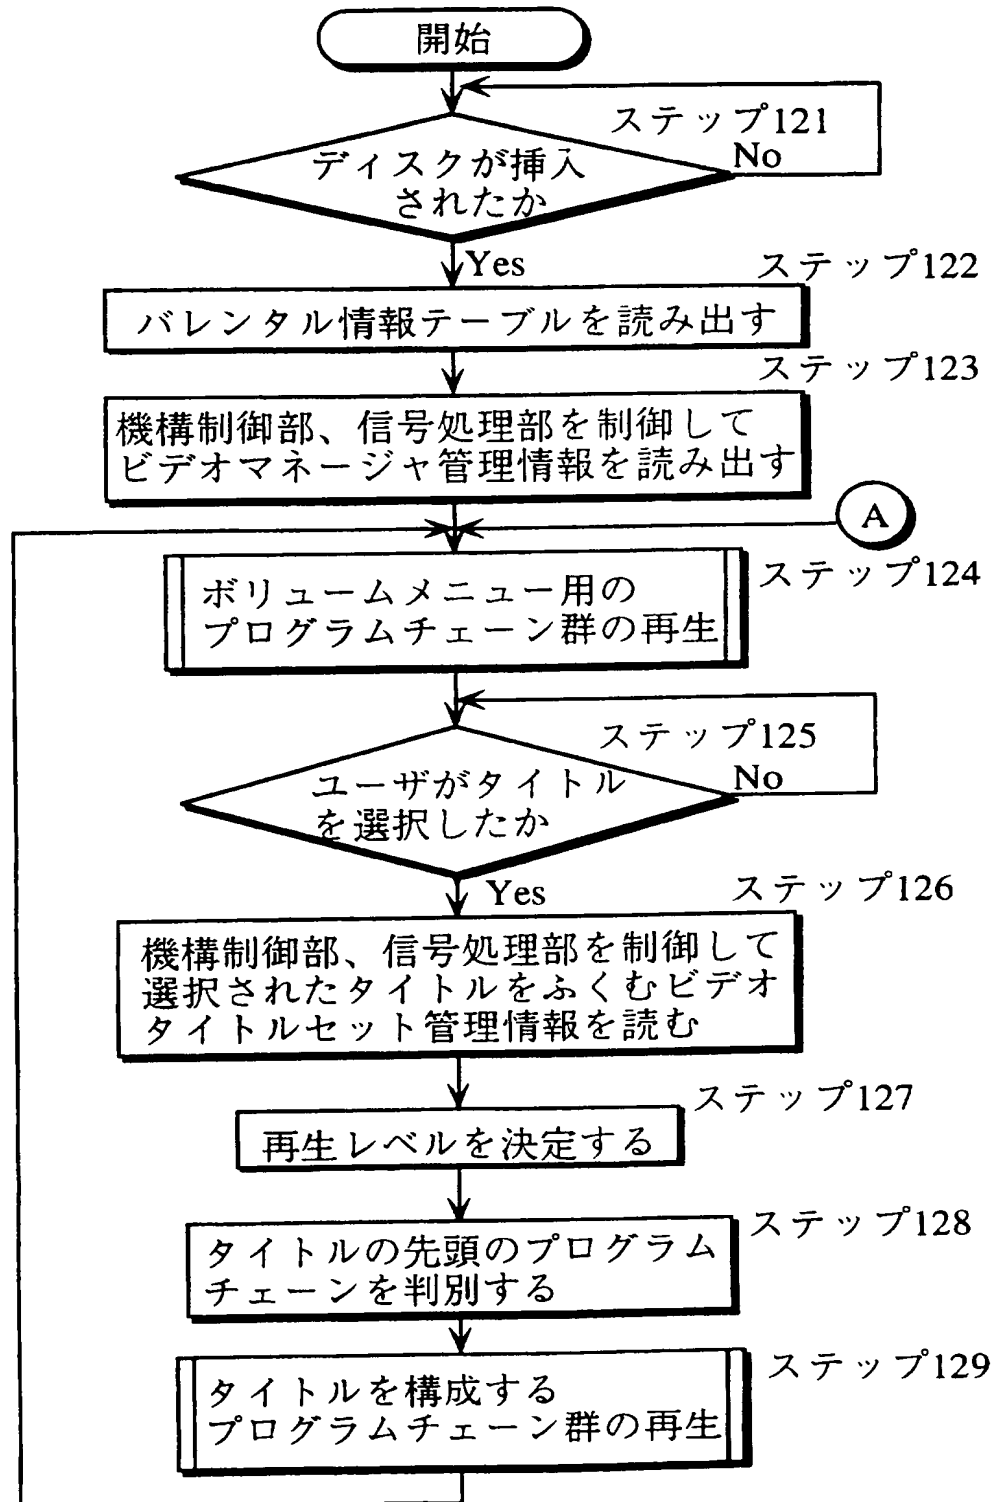 開始
ステップ121
ディスクが挿入
されたか
No
Yes
ステップ122
バレンタル情報テーブルを読み出す
ステップ123
機構制御部、信号処理部を制御して
ビデオマネージャ管理情報を読み出す
A
ステップ124
ボリュームメニュー用の
プログラムチェーン群の再生
ステップ125
ユーザがタイトル
を選択したか
No
Yes
ステップ126
機構制御部、信号処理部を制御して
選択されたタイトルをふくむビデオ
タイトルセット管理情報を読む
ステップ127
再生レベルを決定する
ステップ128
タイトルの先頭のプログラム
チェーンを判別する
ステップ129
タイトルを構成する
プログラムチェーン群の再生